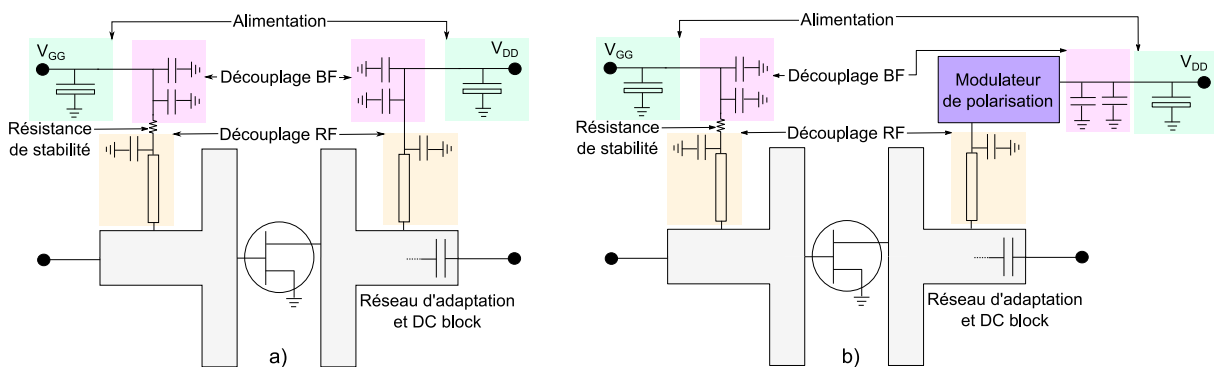 Alimentation
V_GG
V_DD
Découplage BF
Résistance
de stabilité
Découplage RF
Réseau d'adaptation
et DC block
a)
Alimentation
V_GG
V_DD
Découplage BF
Modulateur
de polarisation
Résistance
de stabilité
Découplage RF
Réseau d'adaptation
et DC block
b)